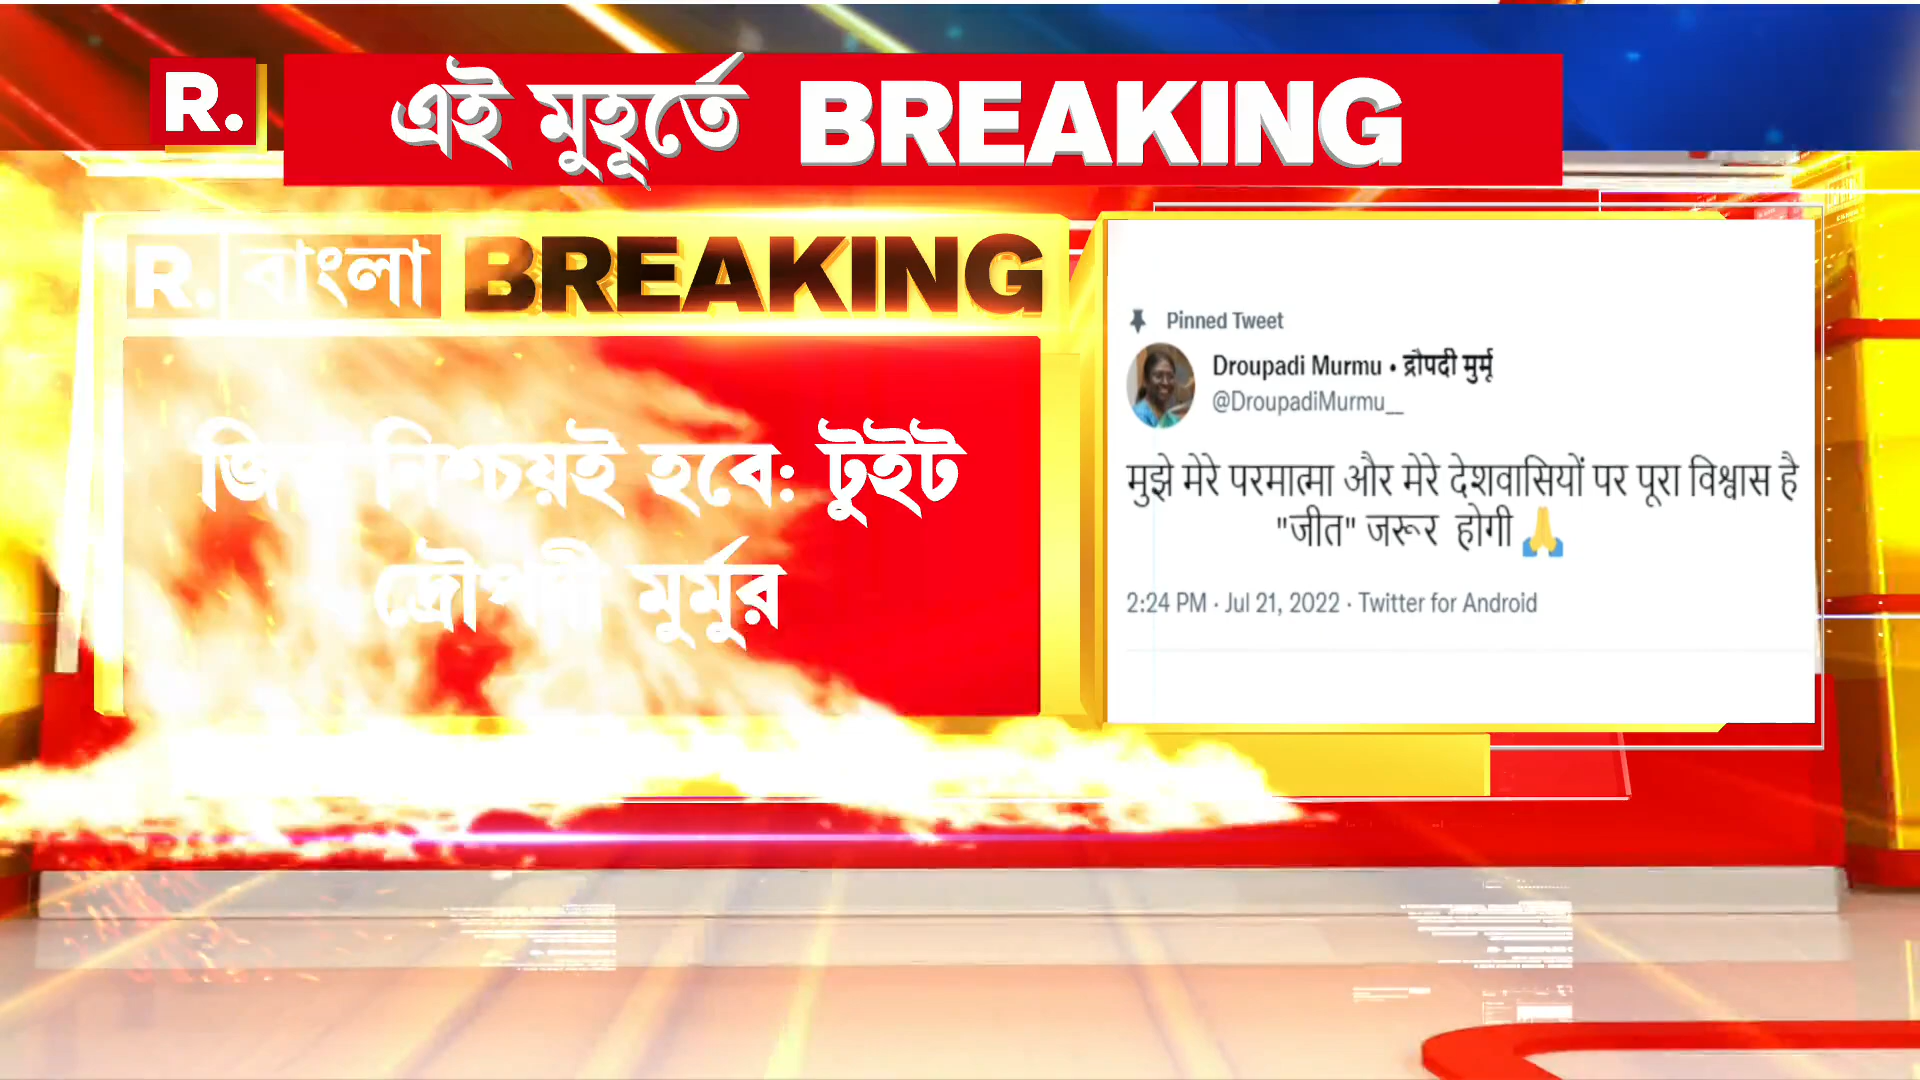 R.
এই মুহূর্তে BREAKING
R. বাংলা BREAKING
জিত নিশ্চয়ই হবে: টুইট
দ্রৌপদী মুর্মুর
Pinned Tweet
Droupadi Murmu • द्रौपदी मुर्मू
@DroupadiMurmu__
मुझे मेरे परमात्मा और मेरे देशवासियों पर पूरा विश्वास है
"जीत" जरूर होगी 🙏
2:24 PM · Jul 21, 2022 · Twitter for Android